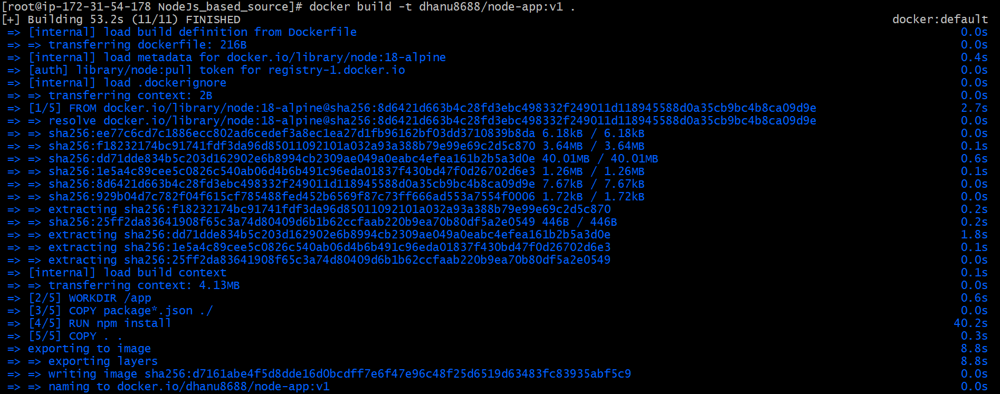 [root@ip-172-31-54-178 NodeJs_based_source]# docker build -t dhanu8688/node-app:v1 .
[+] Building 53.2s (11/11) FINISHED docker:default
=> [internal] load build definition from Dockerfile 0.0s
=> => transferring dockerfile: 216B 0.0s
=> [internal] load metadata for docker.io/library/node:18-alpine 0.4s
=> [auth] library/node:pull token for registry-1.docker.io 0.0s
=> [internal] load .dockerignore 0.0s
=> => transferring context: 2B 0.0s
=> [1/5] FROM docker.io/library/node:18-alpine@sha256:8d6421d663b4c28fd3ebc498332f249011d118945588d0a35cb9bc4b8ca09d9e 2.7s
=> => resolve docker.io/library/node:18-alpine@sha256:8d6421d663b4c28fd3ebc498332f249011d118945588d0a35cb9bc4b8ca09d9e 0.0s
=> => sha256:ee77c6cd7c1886ecc802ad6cedef3a8ec1ea27d1fb96162bf03dd3710839b8da 6.18kB / 6.18kB 0.0s
=> => sha256:f18232174bc91741fdf3da96d85011092101a032a93a388b79e99e69c2d5c870 3.64MB / 3.64MB 0.1s
=> => sha256:dd71dde834b5c203d162902e6b8994cb2309ae049a0eabc4efea161b2b5a3d0e 40.01MB / 40.01MB 0.6s
=> => sha256:1e5a4c89cee5c0826c540ab06d4b6b491c96eda01837f430bd47f0d26702d6e3 1.26MB / 1.26MB 0.1s
=> => sha256:8d6421d663b4c28fd3ebc498332f249011d118945588d0a35cb9bc4b8ca09d9e 7.67kB / 7.67kB 0.0s
=> => sha256:929b04d7c782f04f615cf785488fed452b6569f87c73ff666ad553a7554f0006 1.72kB / 1.72kB 0.0s
=> => extracting sha256:f18232174bc91741fdf3da96d85011092101a032a93a388b79e99e69c2d5c870 0.2s
=> => sha256:25ff2da83641908f65c3a74d80409d6b1b62ccfaab220b9ea70b80df5a2e0549 446B / 446B 0.2s
=> => extracting sha256:dd71dde834b5c203d162902e6b8994cb2309ae049a0eabc4efea161b2b5a3d0e 1.8s
=> => extracting sha256:1e5a4c89cee5c0826c540ab06d4b6b491c96eda01837f430bd47f0d26702d6e3 0.1s
=> => extracting sha256:25ff2da83641908f65c3a74d80409d6b1b62ccfaab220b9ea70b80df5a2e0549 0.0s
=> [internal] load build context 0.1s
=> => transferring context: 4.13MB 0.0s
=> [2/5] WORKDIR /app 0.6s
=> [3/5] COPY package*.json ./ 0.0s
=> [4/5] RUN npm install 40.2s
=> [5/5] COPY . . 0.3s
=> exporting to image 8.8s
=> => exporting layers 8.8s
=> => writing image sha256:d7161abe4f5d8dde16d0bcdff7e6f47e96c48f25d6519d63483fc83935abf5c9 0.0s
=> => naming to docker.io/dhanu8688/node-app:v1 0.0s